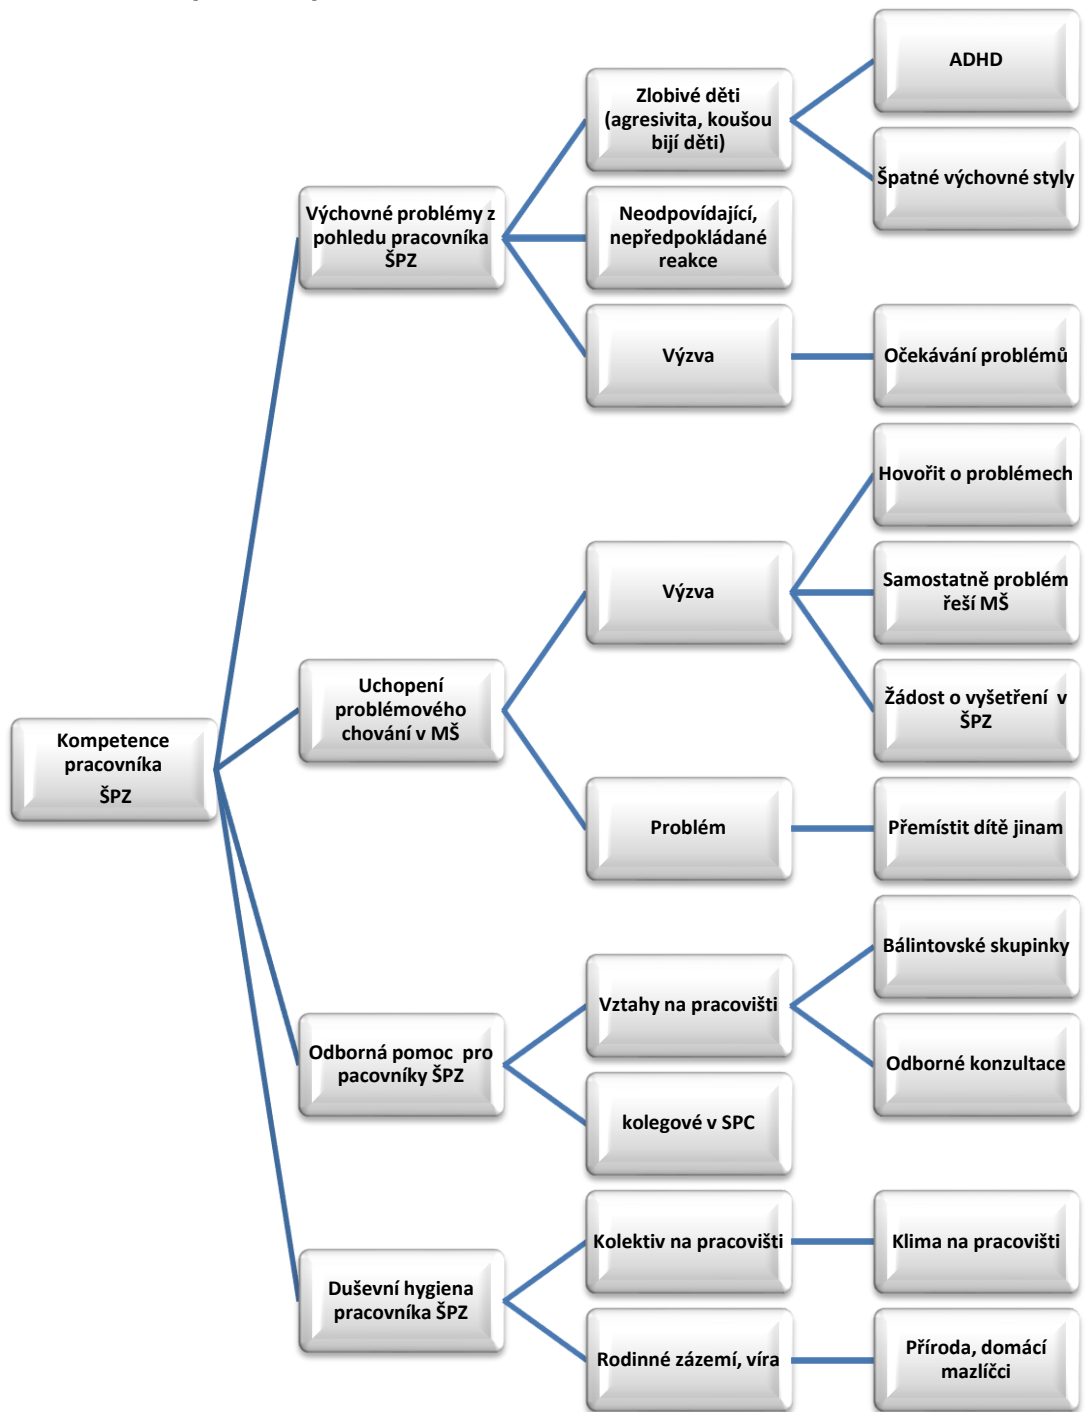 ADHD
Zlobivé děti
(agresivita, koušou
bijí děti)
Špatné výchovné styly
Výchovné problémy z
pohledu pracovníka
ŠPZ
Neodpovídající,
nepředpokládané
reakce
Výzva
Očekávání problémů
Hovořit o problémech
Výzva
Samostatně problém
řeší MŠ
Uchopení
problémového
chování v MŠ
Žádost o vyšetření v
ŠPZ
Kompetence
pracovníka
ŠPZ
Problém
Přemístit dítě jinam
Bálintovské skupinky
Vztahy na pracovišti
Odborná pomoc pro
pacovníky ŠPZ
Odborné konzultace
kolegové v SPC
Kolektiv na pracovišti
Klima na pracovišti
Duševní hygiena
pracovníka ŠPZ
Rodinné zázemí, víra
Příroda, domácí
mazlíčci